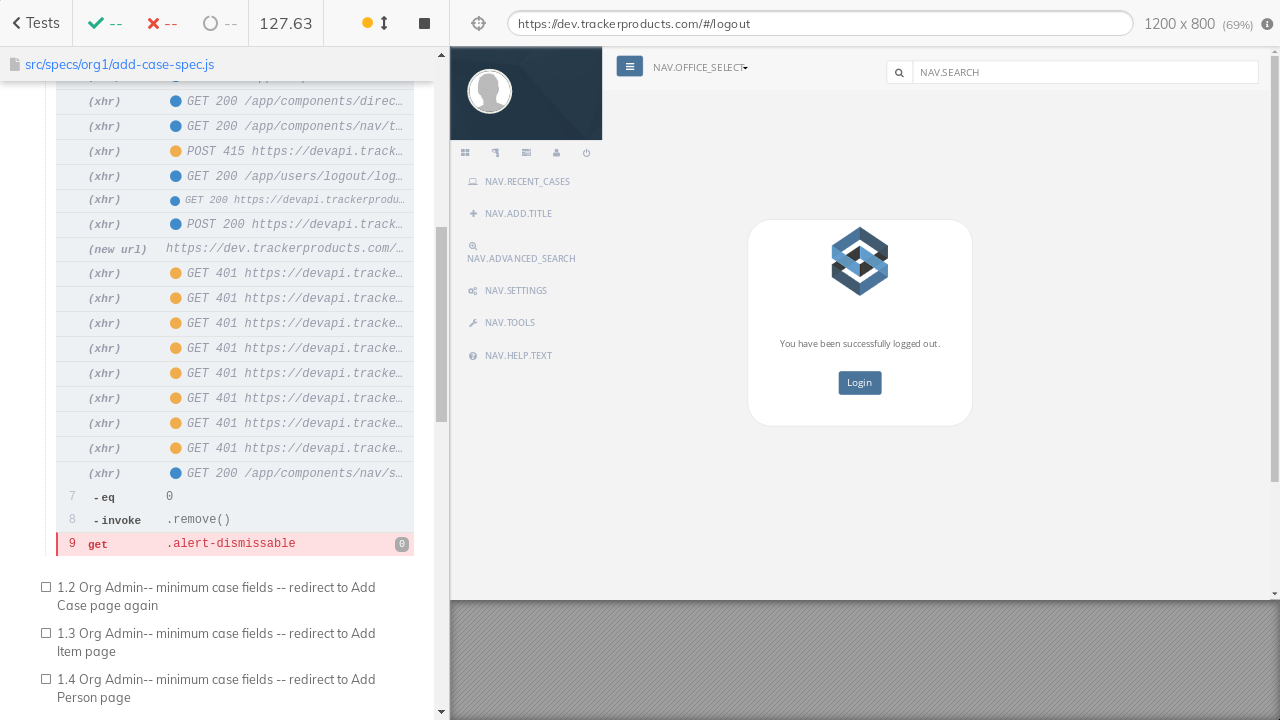 Tests
--
--
--
127.63
https://dev.trackerproducts.com/#/logout
1200 x 800 (69%)
src/specs/org1/add-case-spec.js
(xhr) GET 200 /app/components/direc…
(xhr) GET 200 /app/components/nav/t…
(xhr) POST 415 https://devapi.track…
(xhr) GET 200 /app/users/logout/log…
(xhr) GET 200 https://devapi.trackerprodu…
(xhr) POST 200 https://devapi.track…
(new url) https://dev.trackerproducts.com/…
(xhr) GET 401 https://devapi.tracke…
(xhr) GET 401 https://devapi.tracke…
(xhr) GET 401 https://devapi.tracke…
(xhr) GET 401 https://devapi.tracke…
(xhr) GET 401 https://devapi.tracke…
(xhr) GET 401 https://devapi.tracke…
(xhr) GET 401 https://devapi.tracke…
(xhr) GET 401 https://devapi.tracke…
(xhr) GET 200 /app/components/nav/s…
7 - eq 0
8 - invoke .remove()
9 get .alert-dismissable 0
1.2 Org Admin-- minimum case fields -- redirect to Add
Case page again
1.3 Org Admin-- minimum case fields -- redirect to Add
Item page
1.4 Org Admin-- minimum case fields -- redirect to Add
Person page
NAV.OFFICE_SELECT
NAV.SEARCH
NAV.RECENT_CASES
NAV.ADD.TITLE
NAV.ADVANCED_SEARCH
NAV.SETTINGS
NAV.TOOLS
NAV.HELP.TEXT
You have been successfully logged out.
Login